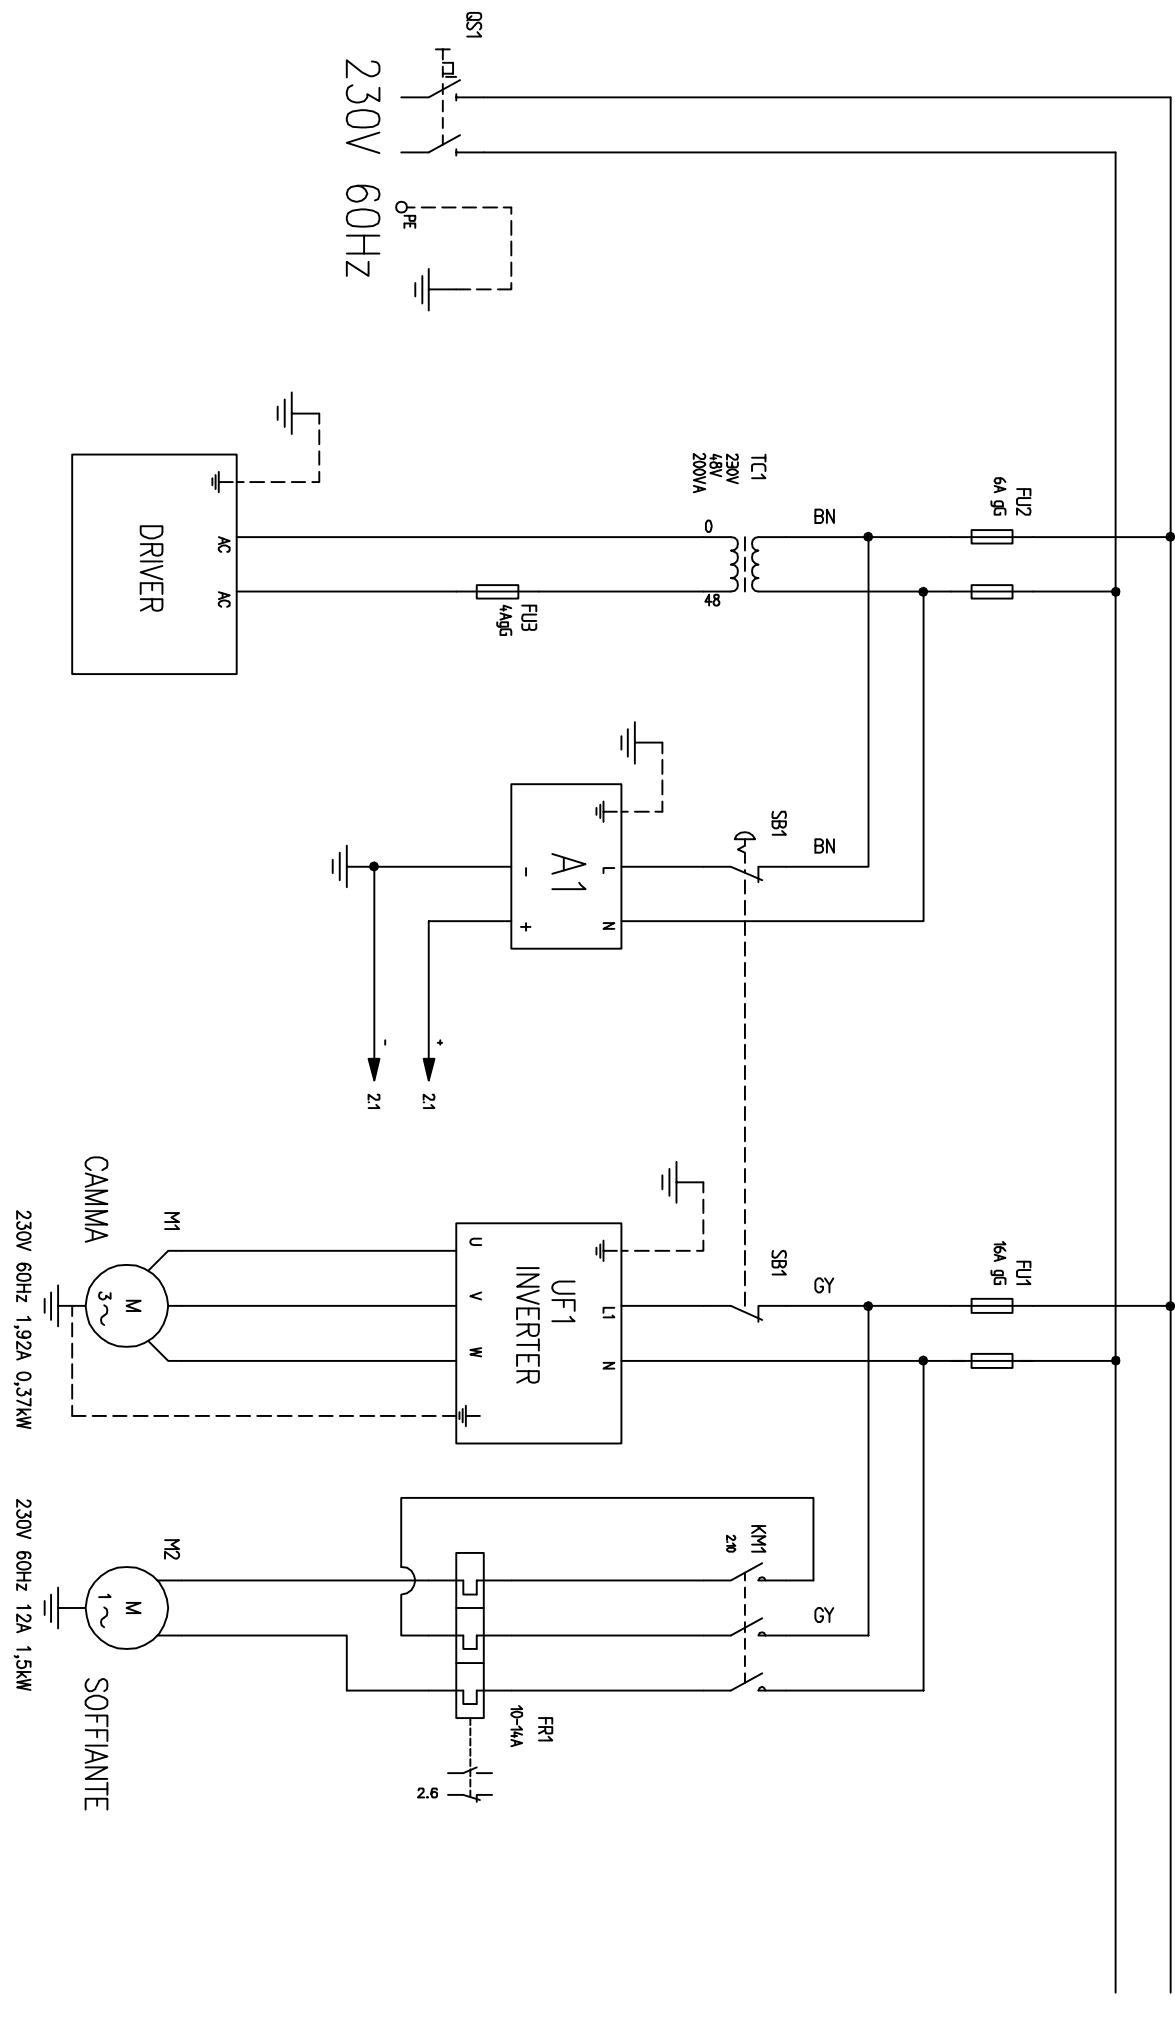 QS1
230V 60Hz
PE
DRIVER
AC
AC
TC1
230V
48V
200VA
0
48
BN
FU2
6A gG
FU3
4AgG
A1
L
N
-
+
SB1
BN
-
2.1
+
2.1
FU1
16A gG
SB1
GY
UF1
INVERTER
L1
N
U
V
W
M1
CAMMA
M
3~
230V 60Hz 1,92A 0,37kW
KM1
2.10
GY
FR1
10-14A
2.6
M2
M
1~
SOFFIANTE
230V 60Hz 12A 1,5kW